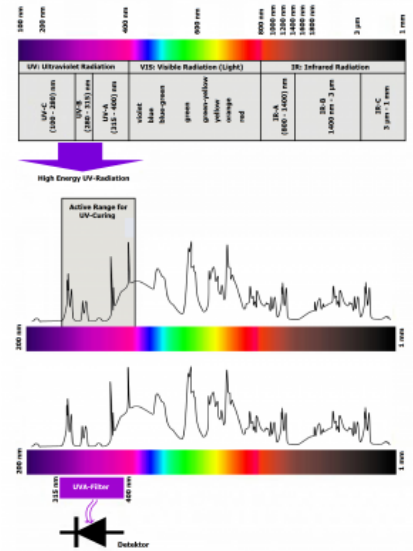 100 nm
200 nm
400 nm
600 nm
800 nm
1000 nm
1200 nm
1400 nm
1600 nm
1800 nm
3 µm
1 mm
UV: Ultraviolet Radiation
VIS: Visible Radiation (Light)
IR: Infrared Radiation
UV-C
(100 - 280) nm
UV-B
(280 - 315) nm
UV-A
(315 - 400) nm
violet
blue
blue-green
green
green-yellow
yellow
orange
red
IR-A
(800 - 1400) nm
IR-B
1400 nm - 3 µm
IR-C
3 µm - 1 mm
High Energy UV-Radiation
Active Range for
UV-Curing
200 nm
1 mm
200 nm
1 mm
315 nm
UVA-Filter
400 nm
Detektor